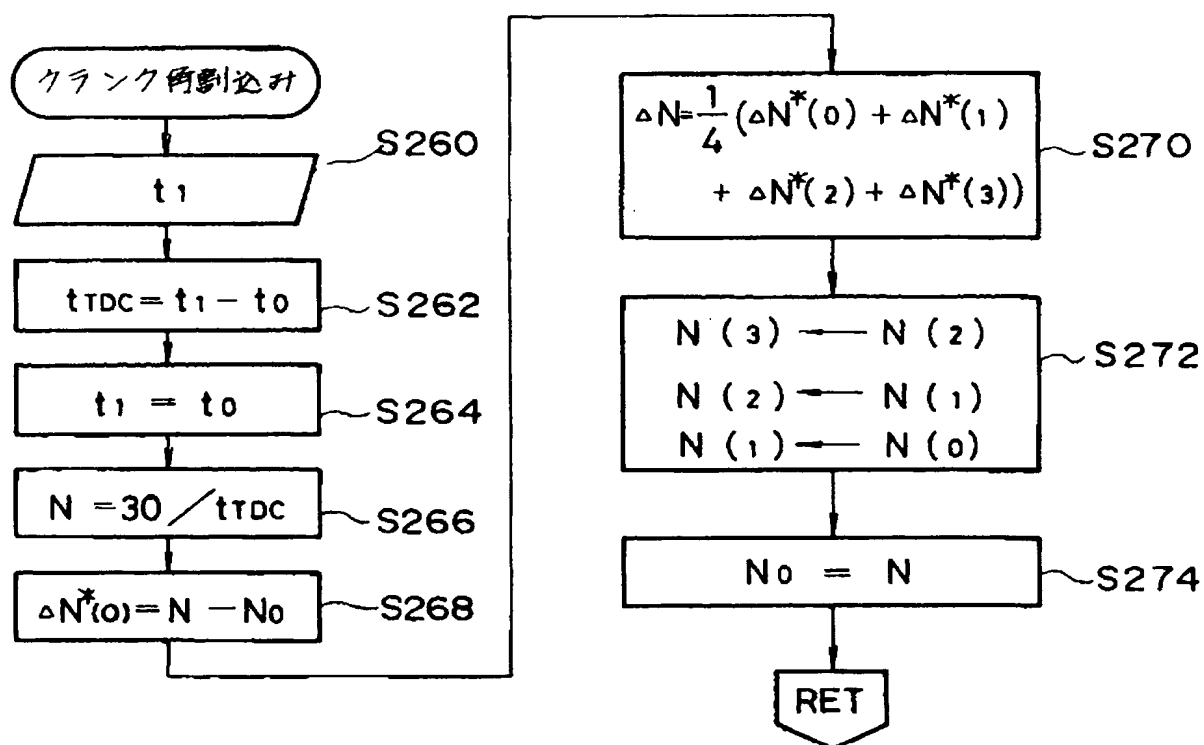 クランク角割込み
t1
S260
tTDC = t1 - t0
S262
t1 = t0
S264
N = 30 / tTDC
S266
ΔN*(0) = N - N0
S268
ΔN = 1/4 (ΔN*(0) + ΔN*(1)
+ ΔN*(2) + ΔN*(3))
S270
N (3) ← N (2)
N (2) ← N (1)
N (1) ← N (0)
S272
N0 = N
S274
RET